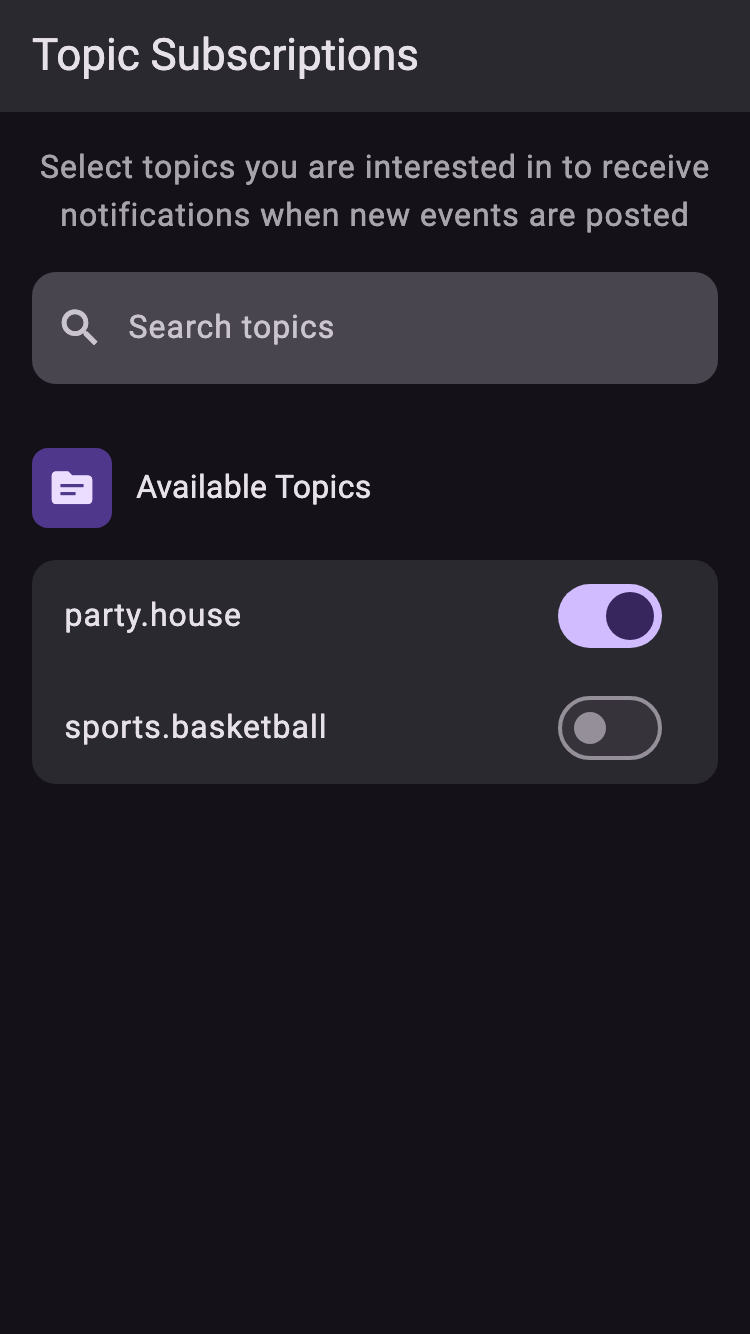 Topic Subscriptions
Select topics you are interested in to receive
notifications when new events are posted
Search topics
Available Topics
party.house
sports.basketball